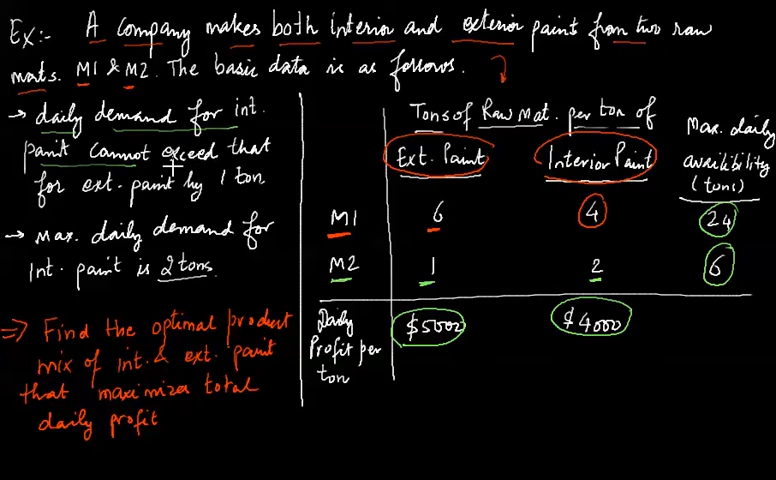 Ex:- A Company makes both interior and exterior paint from two raw
mats. M1 & M2. The basic data is as follows.
→ daily demand for int.
paint cannot exceed that
for ext. paint by 1 ton
→ Max. daily demand for
int. paint is 2 tons.
⇒ Find the optimal product
mix of int. & ext. paint
that maximizes total
daily profit
Tons of Raw Mat. per ton of
Ext. Paint Interior Paint
Max. daily
availibility
(tons)
M1 6 4 24
M2 1 2 6
Daily
Profit per
ton
$5000 $4000